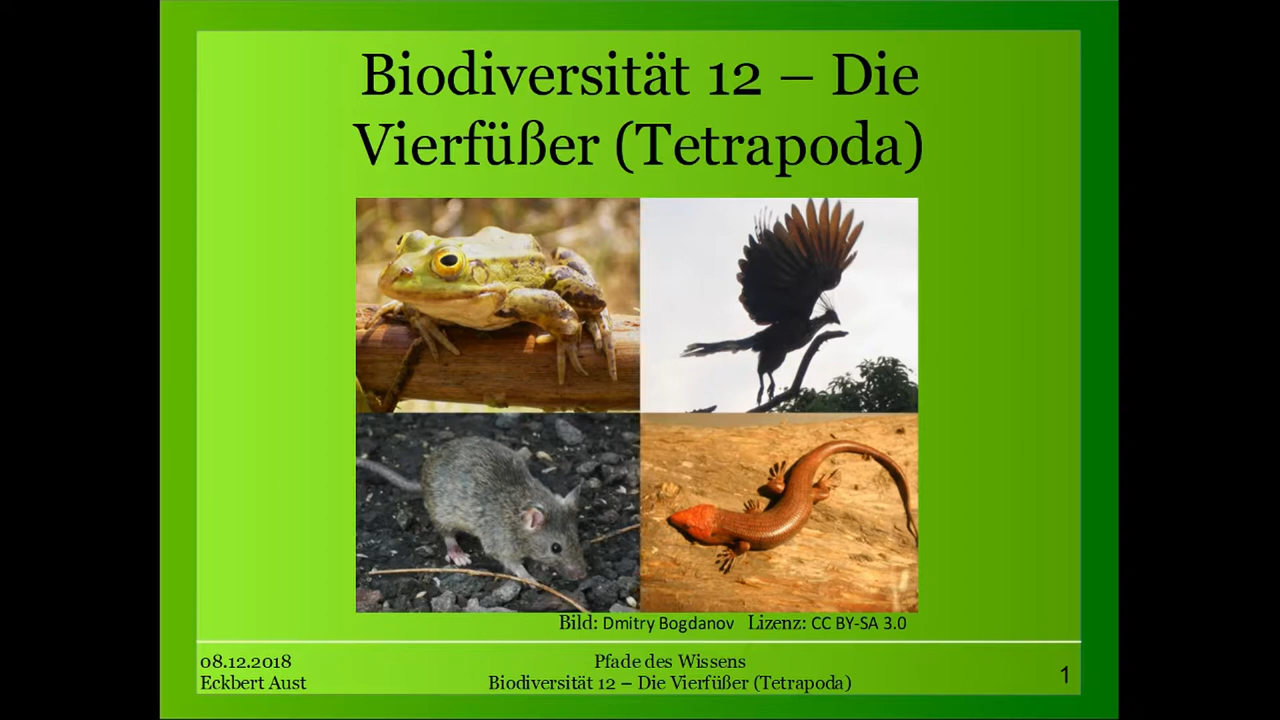 Biodiversität 12 – Die
Vierfüßer (Tetrapoda)
Bild: Dmitry Bogdanov Lizenz: CC BY-SA 3.0
08.12.2018
Eckbert Aust
Pfade des Wissens
Biodiversität 12 – Die Vierfüßer (Tetrapoda)
1